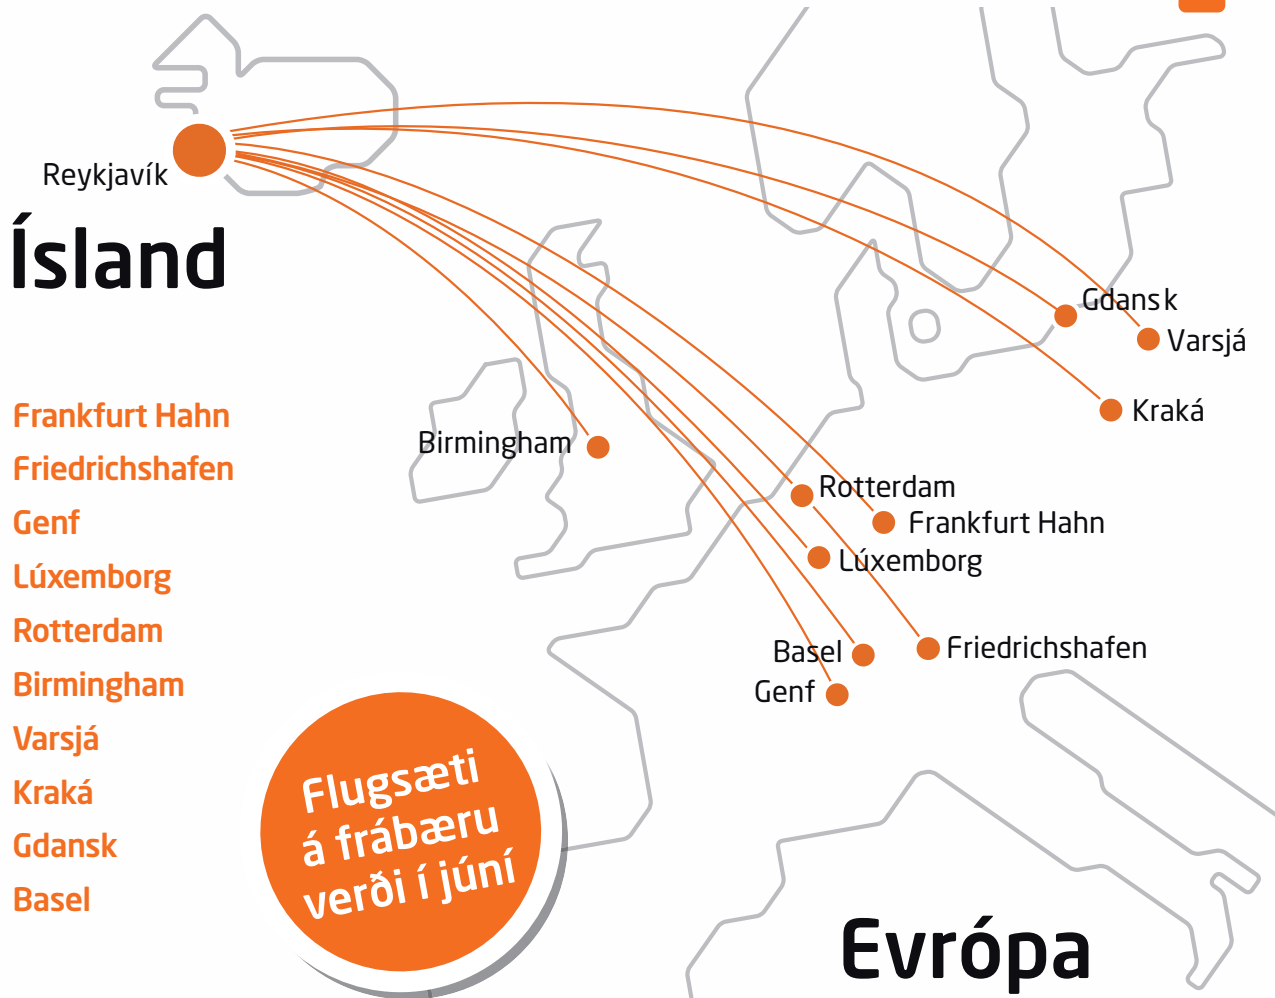 Reykjavík
Ísland
Gdansk
Varsjá
Kraká
Birmingham
Rotterdam
Frankfurt Hahn
Lúxemborg
Basel
Friedrichshafen
Genf
Frankfurt Hahn
Friedrichshafen
Genf
Lúxemborg
Rotterdam
Birmingham
Varsjá
Kraká
Gdansk
Basel
Flugsæti
á frábæru
verði í júní
Evrópa